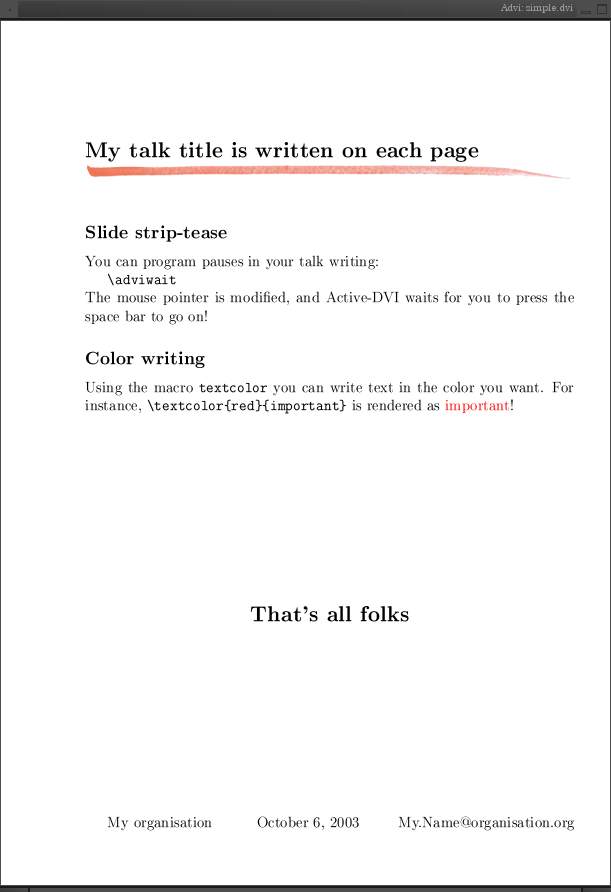 Advi: simple.dvi
My talk title is written on each page
Slide strip-tease
You can program pauses in your talk writing:
\adviwait
The mouse pointer is modified, and Active-DVI waits for you to press the
space bar to go on!
Color writing
Using the macro textcolor you can write text in the color you want. For
instance, \textcolor{red}{important} is rendered as important!
That's all folks
My organisation October 6, 2003 My.Name@organisation.org